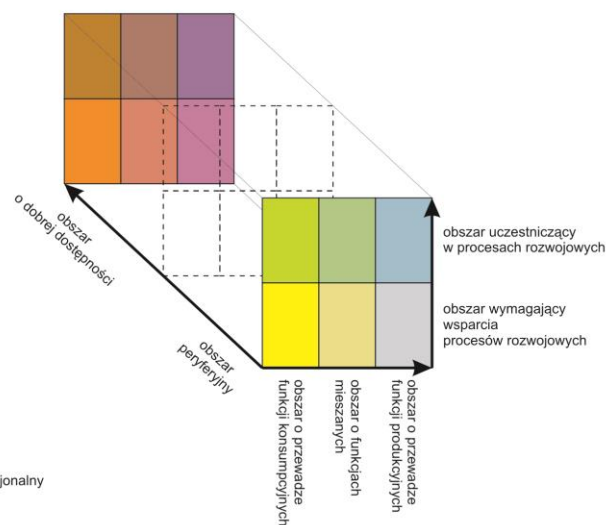 obszar
o dobrej dostępności
obszar
peryferyjny
obszar uczestniczący
w procesach rozwojowych
obszar wymagający
wsparcia
procesów rozwojowych
obszar o przewadze
funkcji konsumpcyjnych
obszar o funkcjach
mieszanych
obszar o przewadze
funkcji produkcyjnych
jonalny